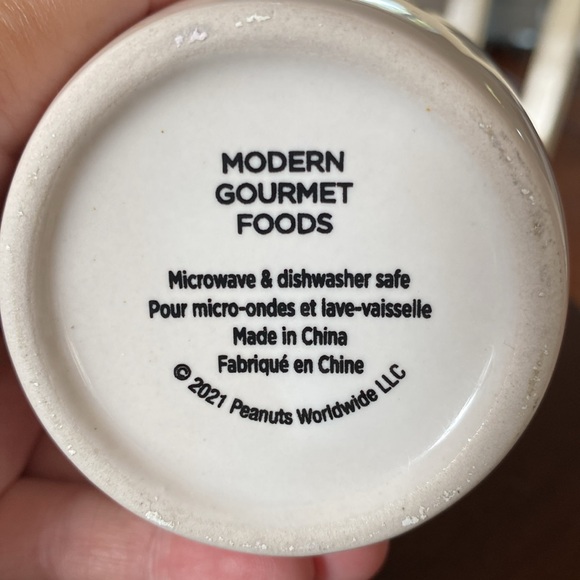 MODERN
GOURMET
FOODS
Microwave & dishwasher safe
Pour micro-ondes et lave-vaisselle
Made in China
Fabriqué en Chine
© 2021 Peanuts Worldwide LLC